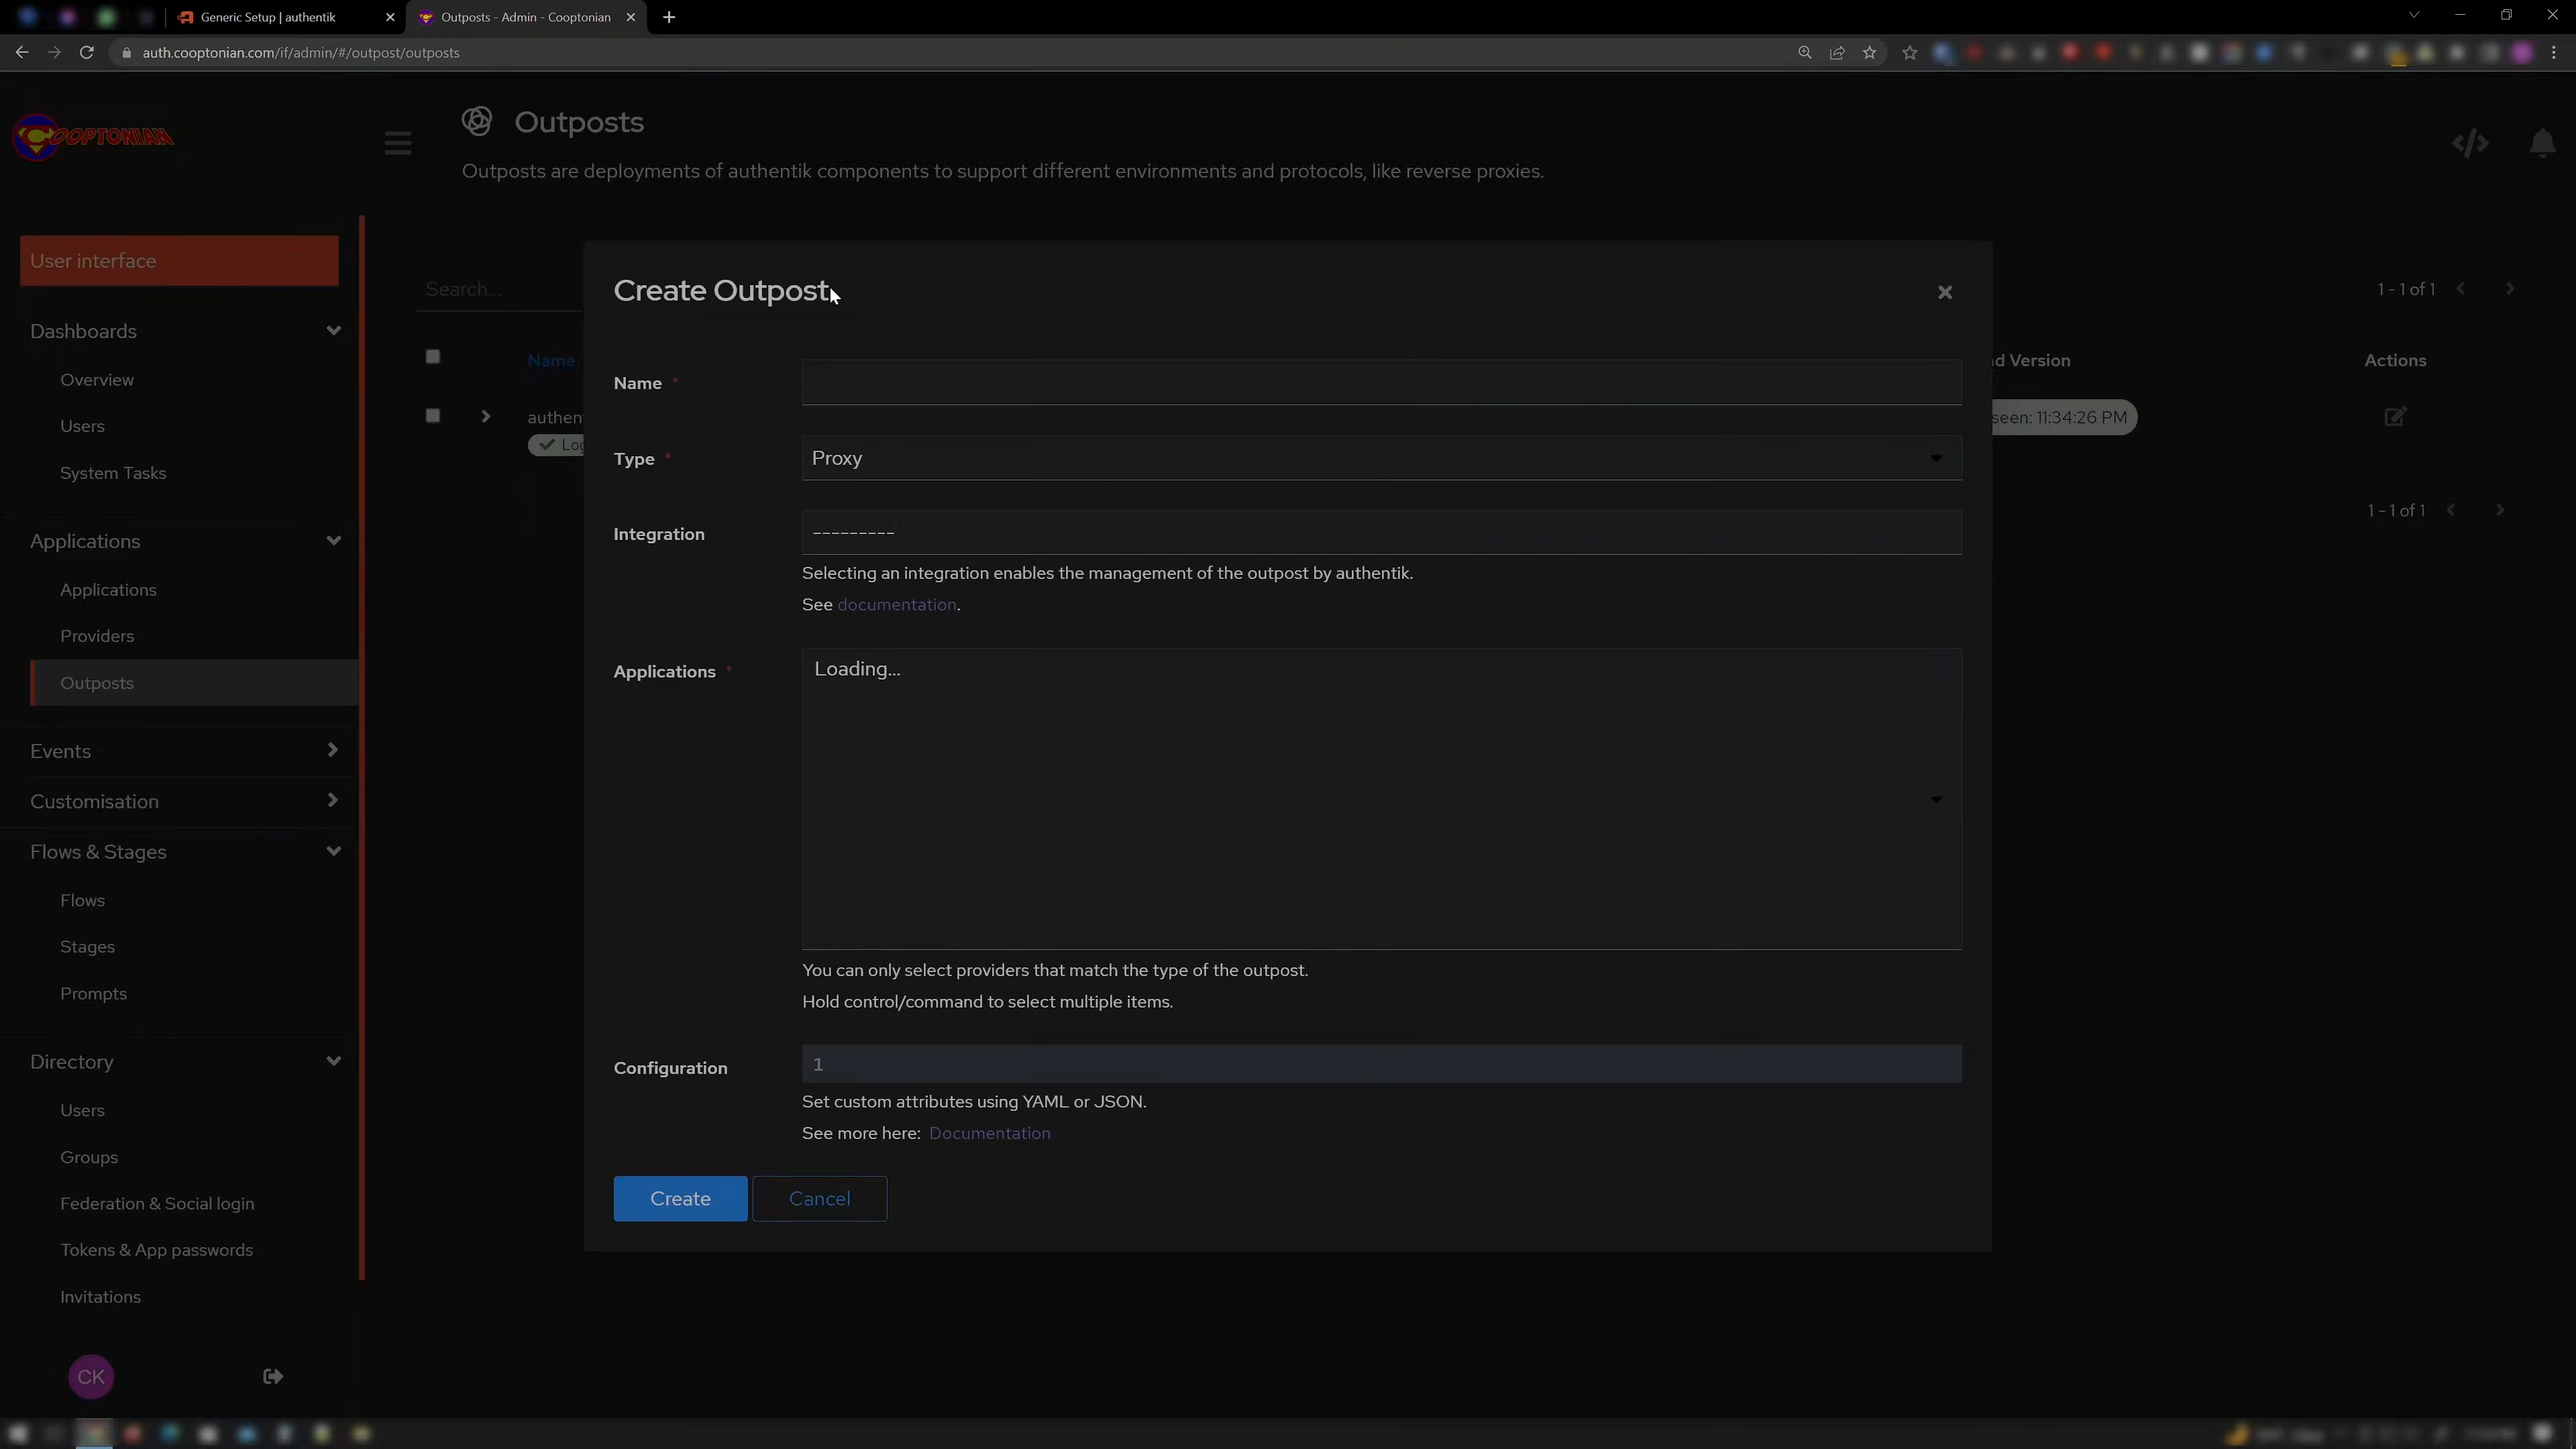 Generic Setup | authentik
Outposts - Admin - Cooptonian
auth.cooptonian.com/if/admin/#/outpost/outposts
COOPTONIAN
Outposts
Outposts are deployments of authentik components to support different environments and protocols, like reverse proxies.
User interface
Dashboards
Overview
Users
System Tasks
Applications
Applications
Providers
Outposts
Events
Customisation
Flows & Stages
Flows
Stages
Prompts
Directory
Users
Groups
Federation & Social login
Tokens & App passwords
Invitations
CK
Search...
1 - 1 of 1
Name
d Version
Actions
authen
Log
seen: 11:34:26 PM
1 - 1 of 1
Create Outpost
Name *
Type * Proxy
Integration ---------
Selecting an integration enables the management of the outpost by authentik.
See documentation.
Applications * Loading...
You can only select providers that match the type of the outpost.
Hold control/command to select multiple items.
Configuration 1
Set custom attributes using YAML or JSON.
See more here: Documentation
Create Cancel